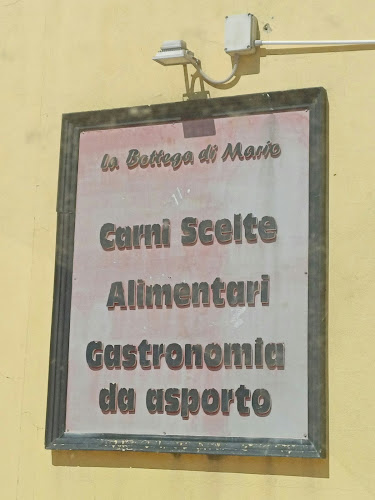 la Bottega di Mario
Carni Scelte
Alimentari
Gastronomia
da asporto